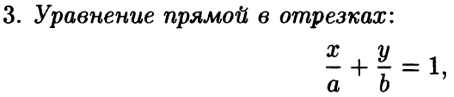 3. Уравнение прямой в отрезках:
x/a + y/b = 1,